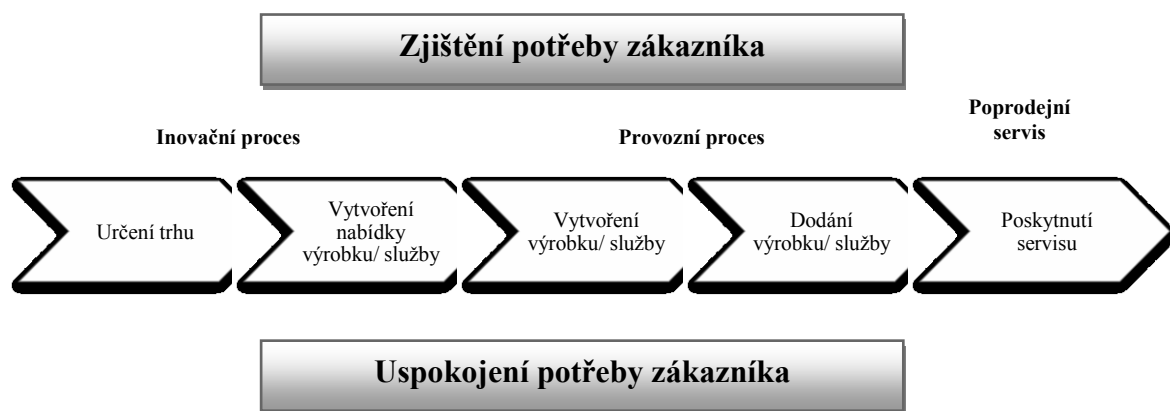 Zjištění potřeby zákazníka
Inovační proces
Provozní proces
Poprodejní
servis
Určení trhu
Vytvoření
nabídky
výrobku/ služby
Vytvoření
výrobku/ služby
Dodání
výrobku/ služby
Poskytnutí
servisu
Uspokojení potřeby zákazníka